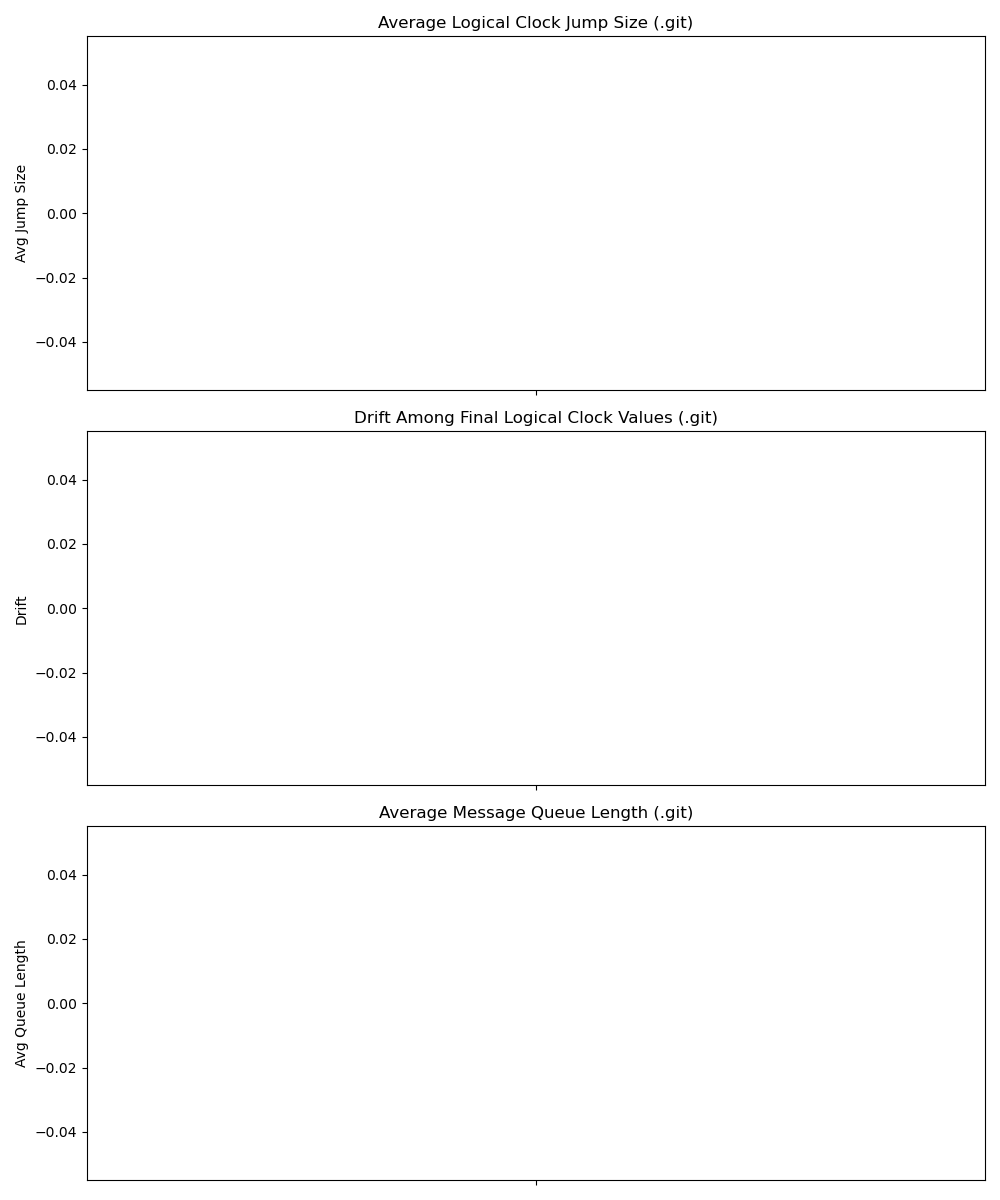 Average Logical Clock Jump Size (.git)
0.04
0.02
0.00
−0.02
−0.04
Avg Jump Size
Drift Among Final Logical Clock Values (.git)
0.04
0.02
0.00
−0.02
−0.04
Drift
Average Message Queue Length (.git)
0.04
0.02
0.00
−0.02
−0.04
Avg Queue Length